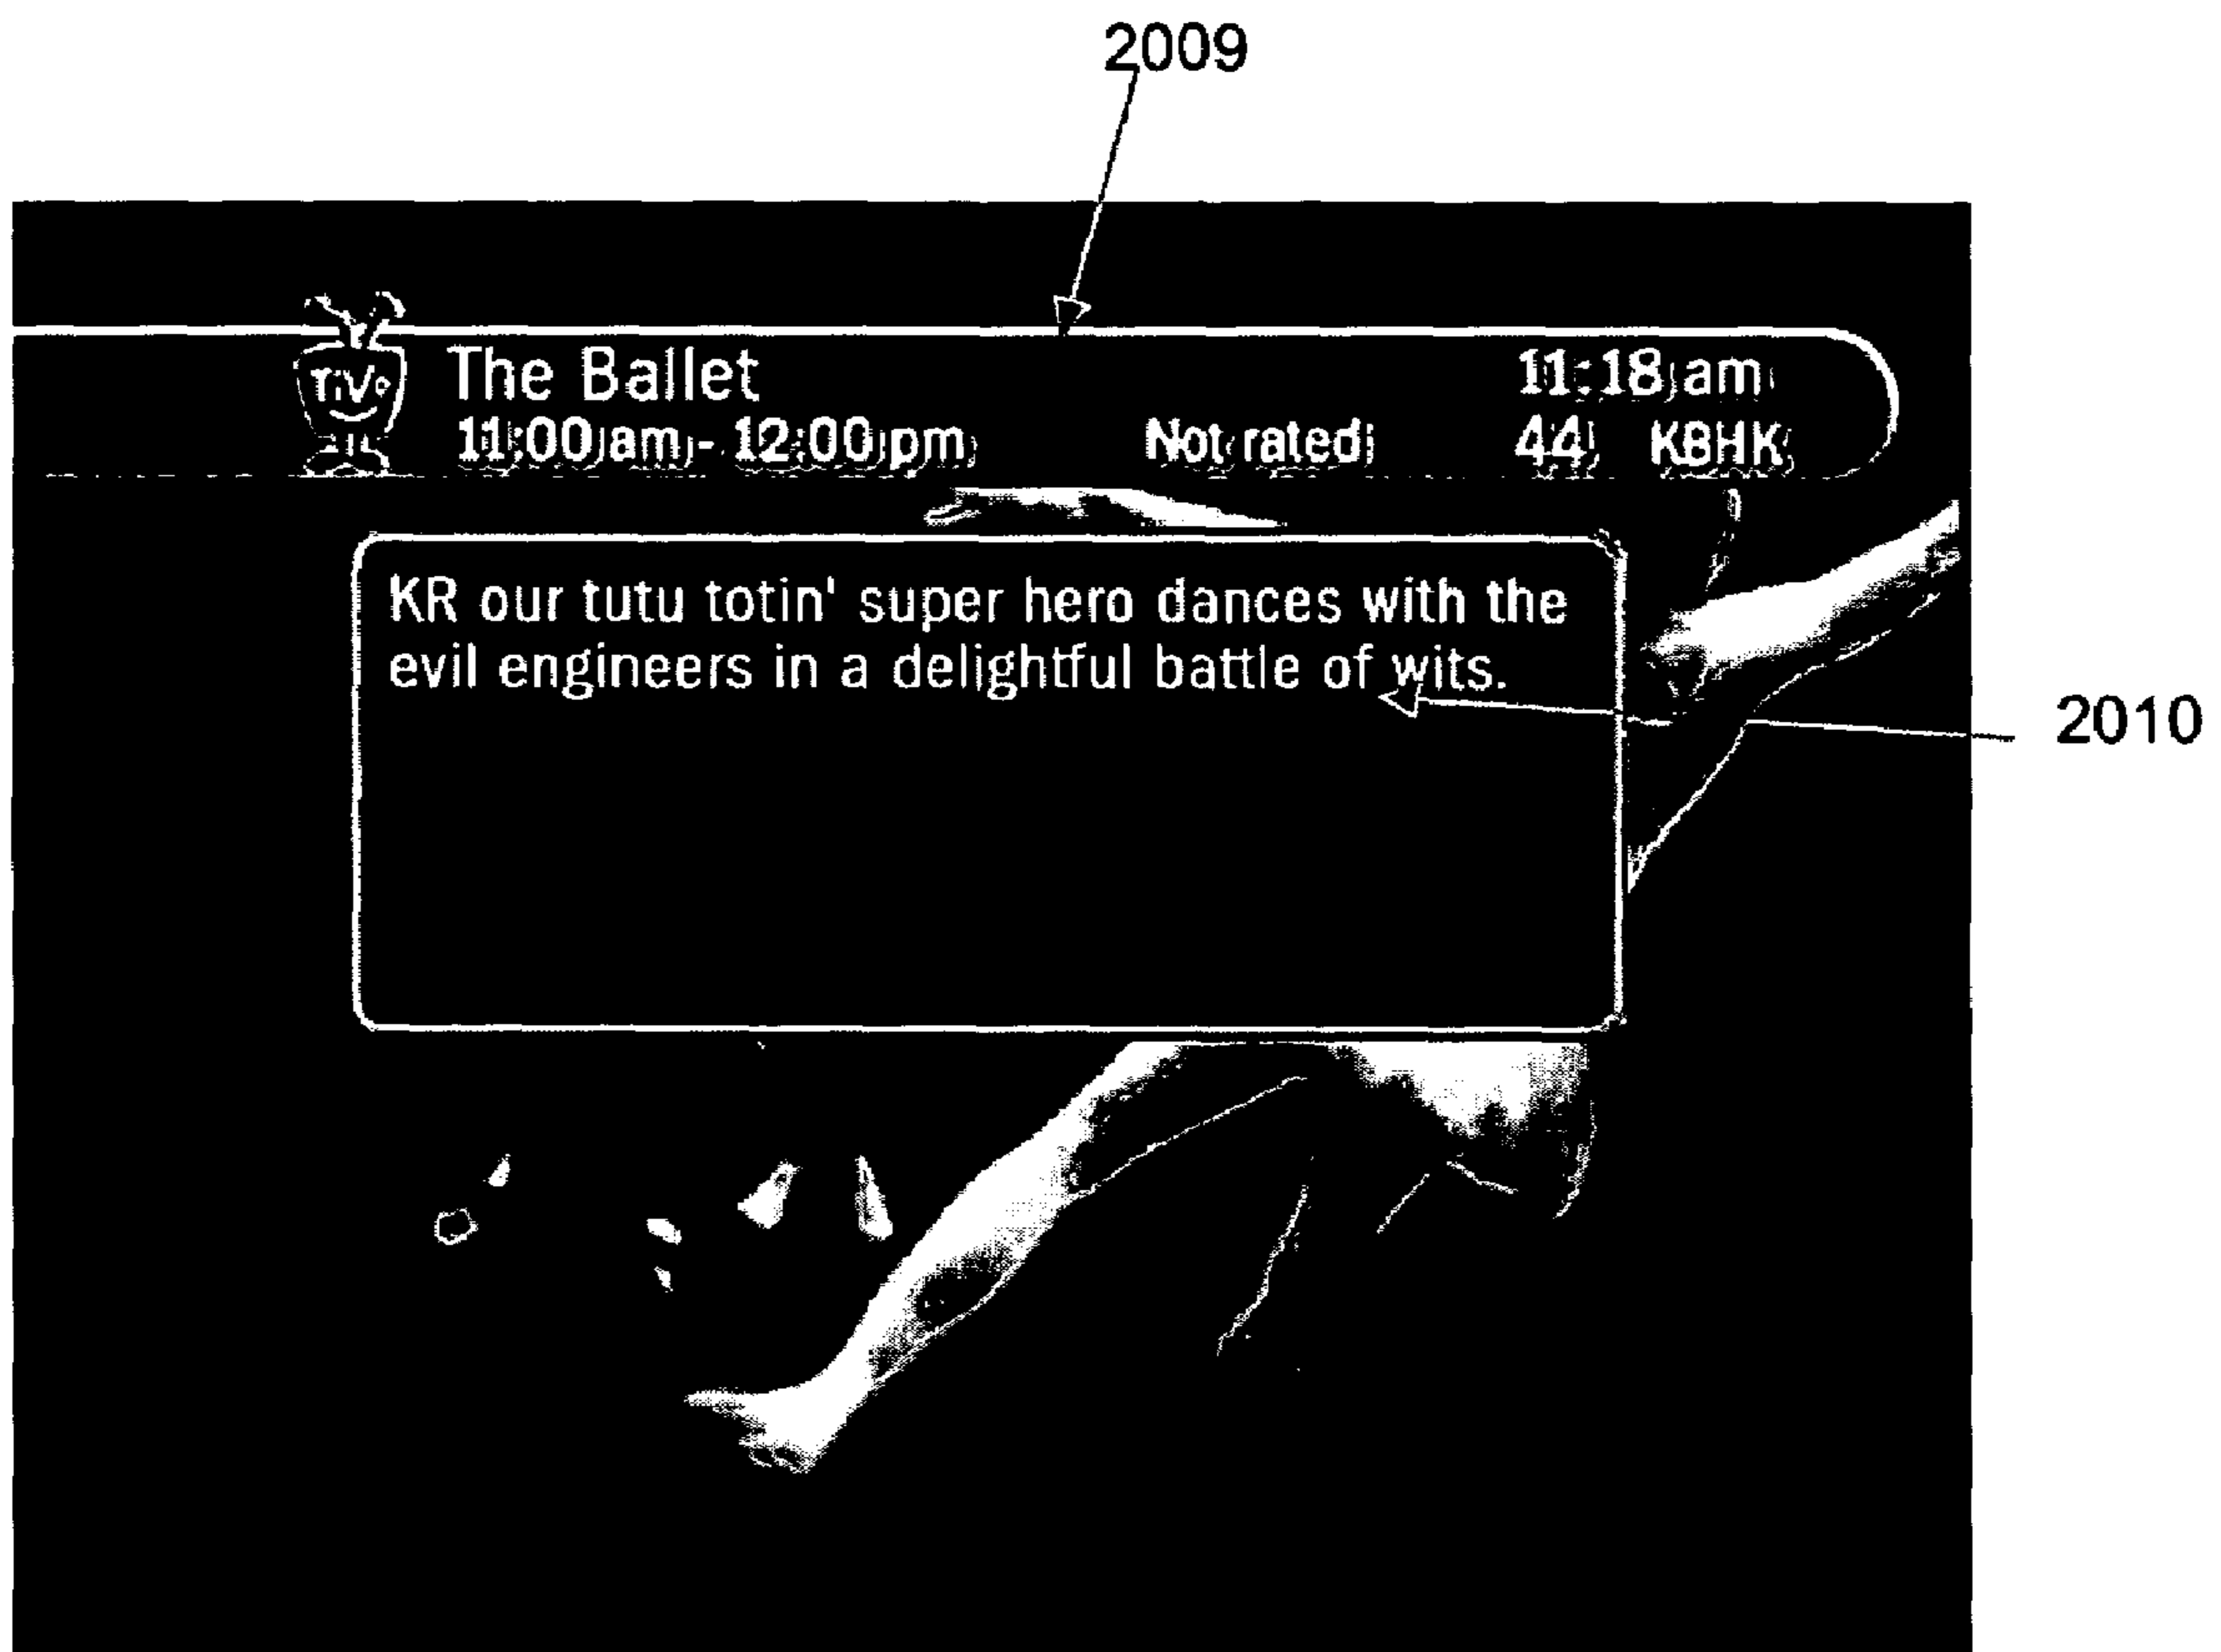 2009
TiVo
The Ballet 11:18 am
11:00 am - 12:00 pm Not rated 44 KBHK
KR our tutu totin' super hero dances with the
evil engineers in a delightful battle of wits.
2010